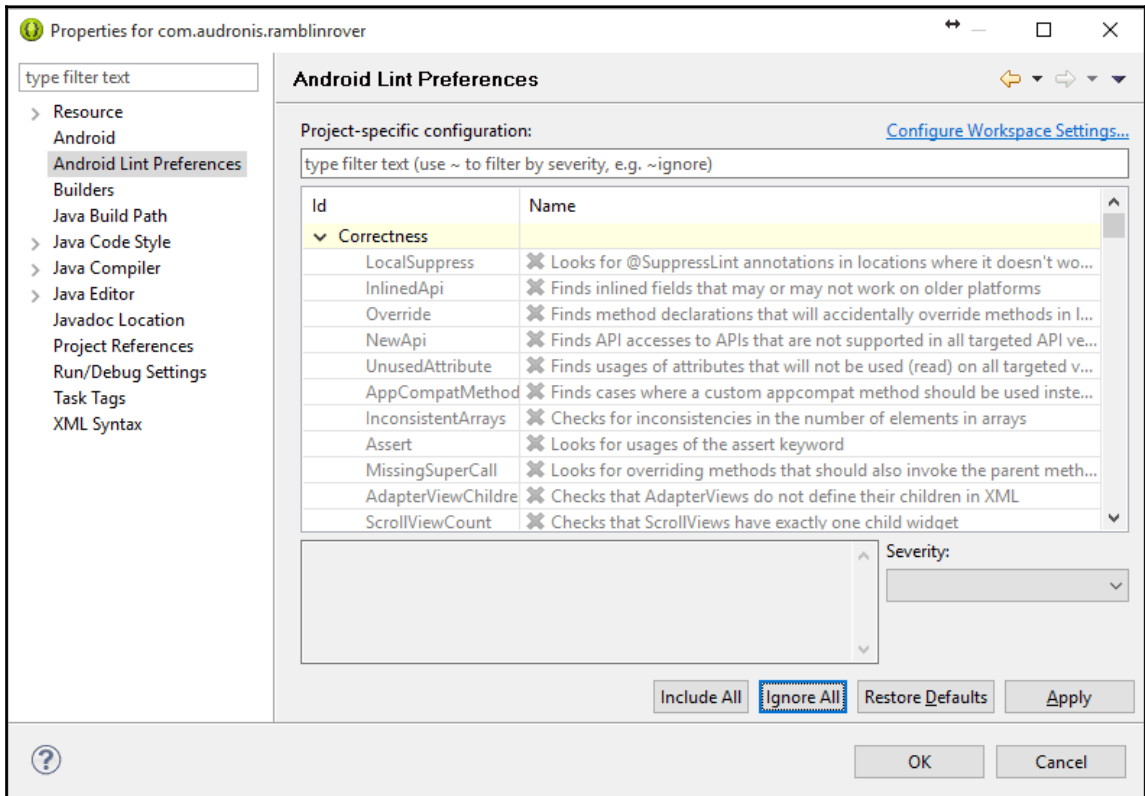 Properties for com.audronis.ramblinrover
type filter text
Resource
Android
Android Lint Preferences
Builders
Java Build Path
Java Code Style
Java Compiler
Java Editor
Javadoc Location
Project References
Run/Debug Settings
Task Tags
XML Syntax
Android Lint Preferences
Project-specific configuration:
Configure Workspace Settings...
type filter text (use ~ to filter by severity, e.g. ~ignore)
Id Name
Correctness
LocalSuppress Looks for @SuppressLint annotations in locations where it doesn't wo...
InlinedApi Finds inlined fields that may or may not work on older platforms
Override Finds method declarations that will accidentally override methods in l...
NewApi Finds API accesses to APIs that are not supported in all targeted API ve...
UnusedAttribute Finds usages of attributes that will not be used (read) on all targeted v...
AppCompatMethod Finds cases where a custom appcompat method should be used inste...
InconsistentArrays Checks for inconsistencies in the number of elements in arrays
Assert Looks for usages of the assert keyword
MissingSuperCall Looks for overriding methods that should also invoke the parent meth...
AdapterViewChildre Checks that AdapterViews do not define their children in XML
ScrollViewCount Checks that ScrollViews have exactly one child widget
Severity:
Include All Ignore All Restore Defaults Apply
? OK Cancel